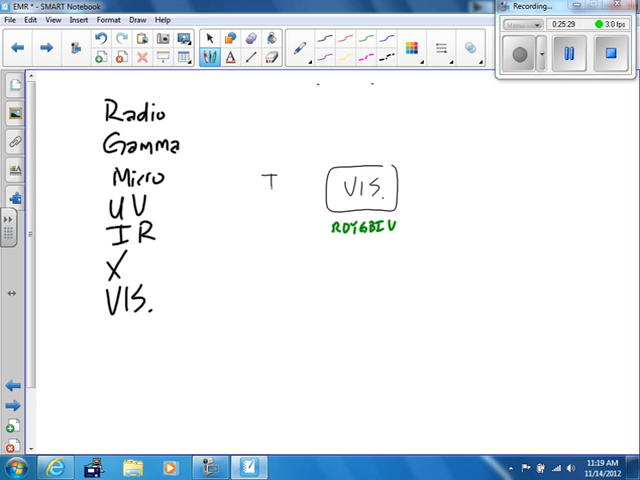 EMR * - SMART Notebook
Recording...
File Edit View Insert Format Draw Help
Menu
0:25:29
3.0 fps
Radio
Gamma
Micro
UV
IR
X
VIS.
VIS.
ROYGBIV
11:19 AM
11/14/2012